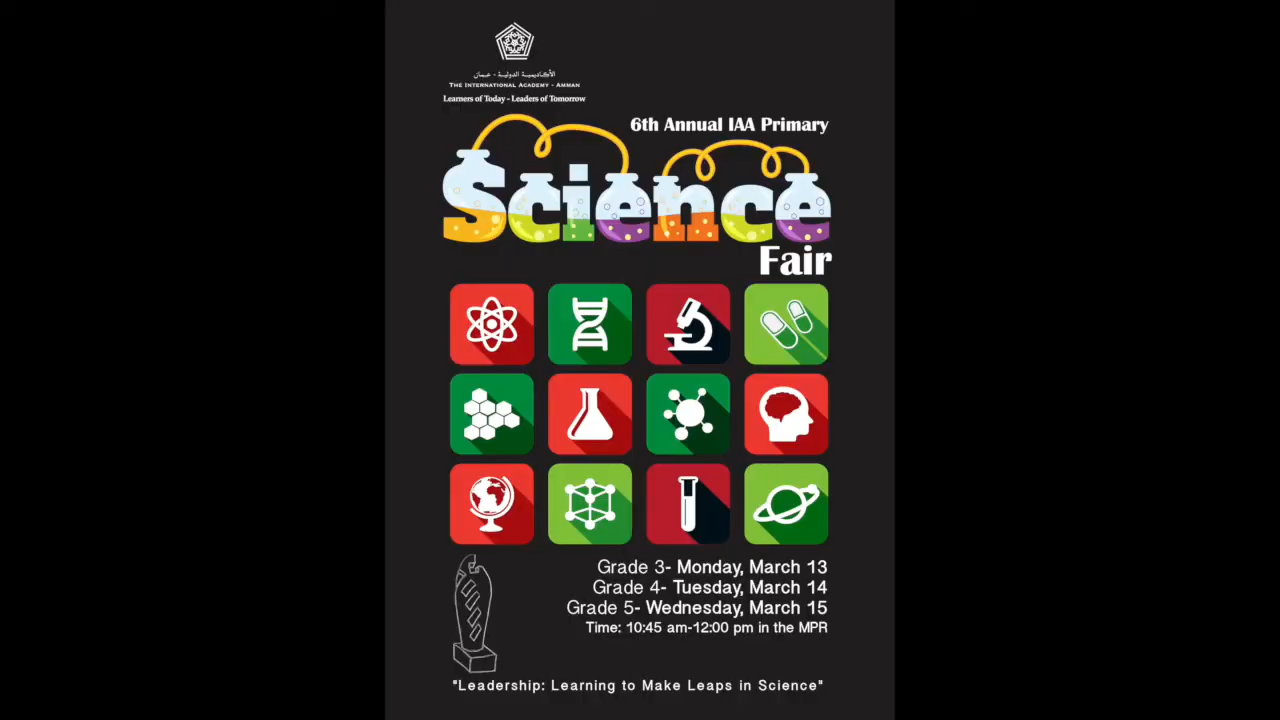 الأكاديمية الدولية - عمان
THE INTERNATIONAL ACADEMY - AMMAN
Learners of Today - Leaders of Tomorrow
6th Annual IAA Primary
Science
Fair
Grade 3- Monday, March 13
Grade 4- Tuesday, March 14
Grade 5- Wednesday, March 15
Time: 10:45 am-12:00 pm in the MPR
"Leadership: Learning to Make Leaps in Science"